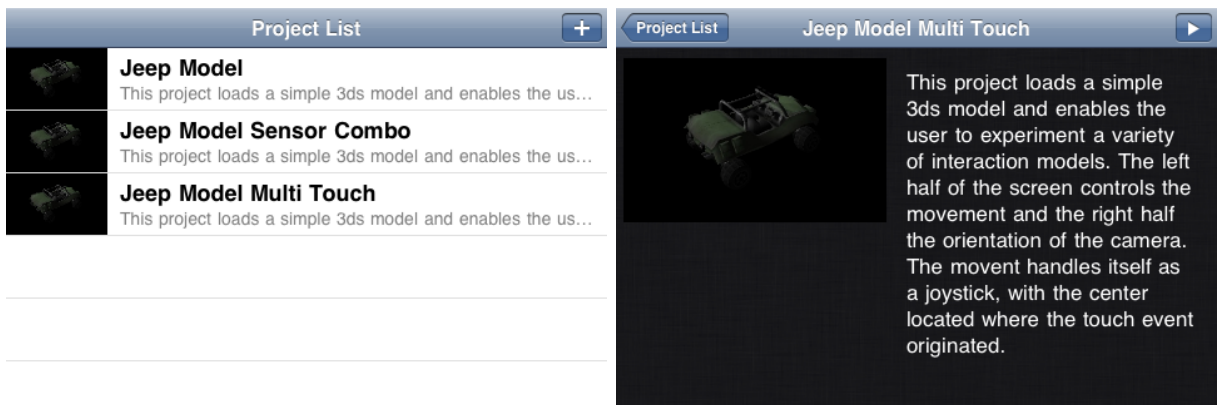 Project List
+
Jeep Model
This project loads a simple 3ds model and enables the us...
Jeep Model Sensor Combo
This project loads a simple 3ds model and enables the us...
Jeep Model Multi Touch
This project loads a simple 3ds model and enables the us...
Project List
Jeep Model Multi Touch
This project loads a simple
3ds model and enables the
user to experiment a variety
of interaction models. The left
half of the screen controls the
movement and the right half
the orientation of the camera.
The movent handles itself as
a joystick, with the center
located where the touch event
originated.